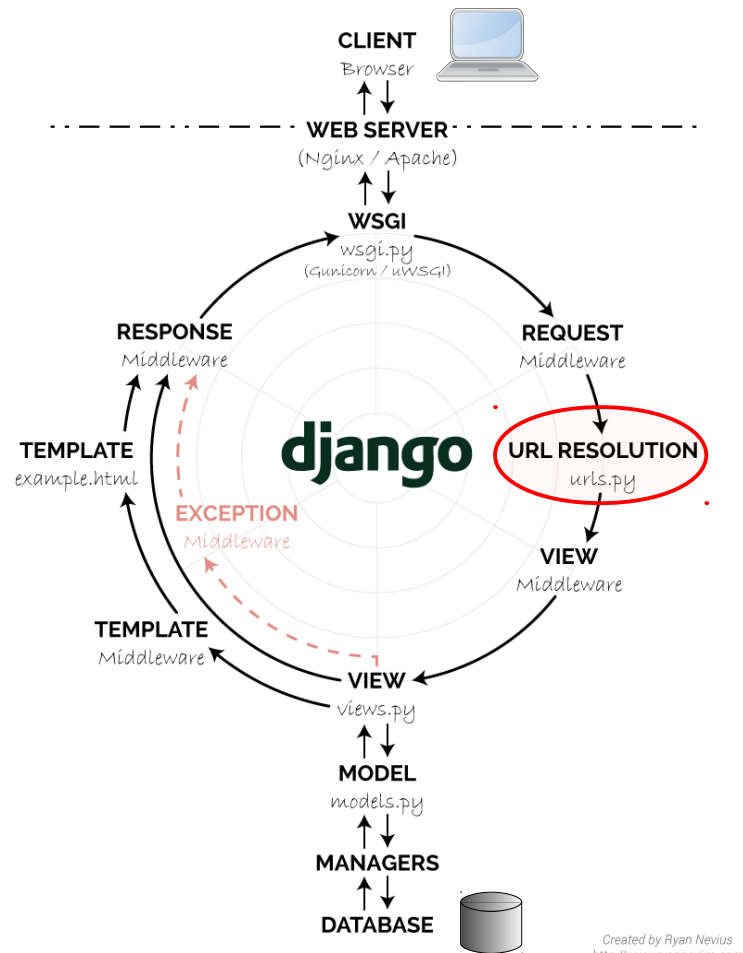 CLIENT
Browser
WEB SERVER
(Nginx / Apache)
WSGI
wsgi.py
(Gunicorn / uWSGI)
RESPONSE
Middleware
REQUEST
Middleware
TEMPLATE
example.html
django
URL RESOLUTION
urls.py
EXCEPTION
Middleware
VIEW
Middleware
TEMPLATE
Middleware
VIEW
views.py
MODEL
models.py
MANAGERS
DATABASE
Created by Ryan Nevius